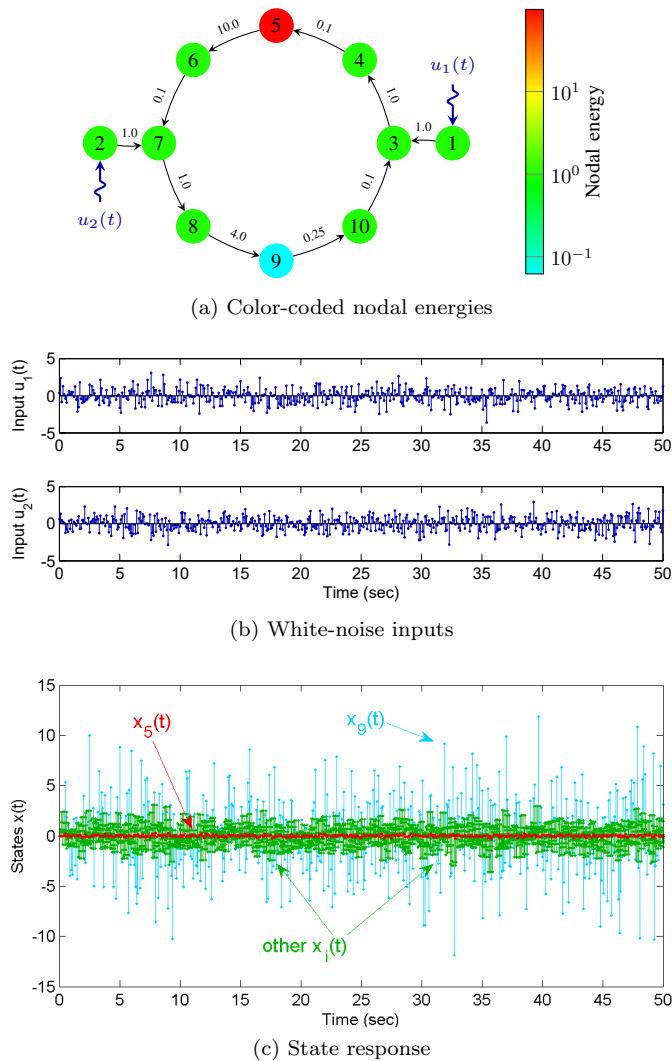 5
10.0
0.1
6
4
u₁(t)
0.1
1.0
2
1.0
7
3
1.0
1
u₂(t)
1.0
0.1
8
10
4.0
9
0.25
Nodal energy
10¹
10⁰
10⁻¹
(a) Color-coded nodal energies
Input u₁(t)
5
0
-5
0 5 10 15 20 25 30 35 40 45 50
Input u₂(t)
5
0
-5
0 5 10 15 20 25 30 35 40 45 50
Time (sec)
(b) White-noise inputs
States x(t)
15
10
5
0
-5
-10
-15
x₅(t)
x₉(t)
other xᵢ(t)
0 5 10 15 20 25 30 35 40 45 50
Time (sec)
(c) State response